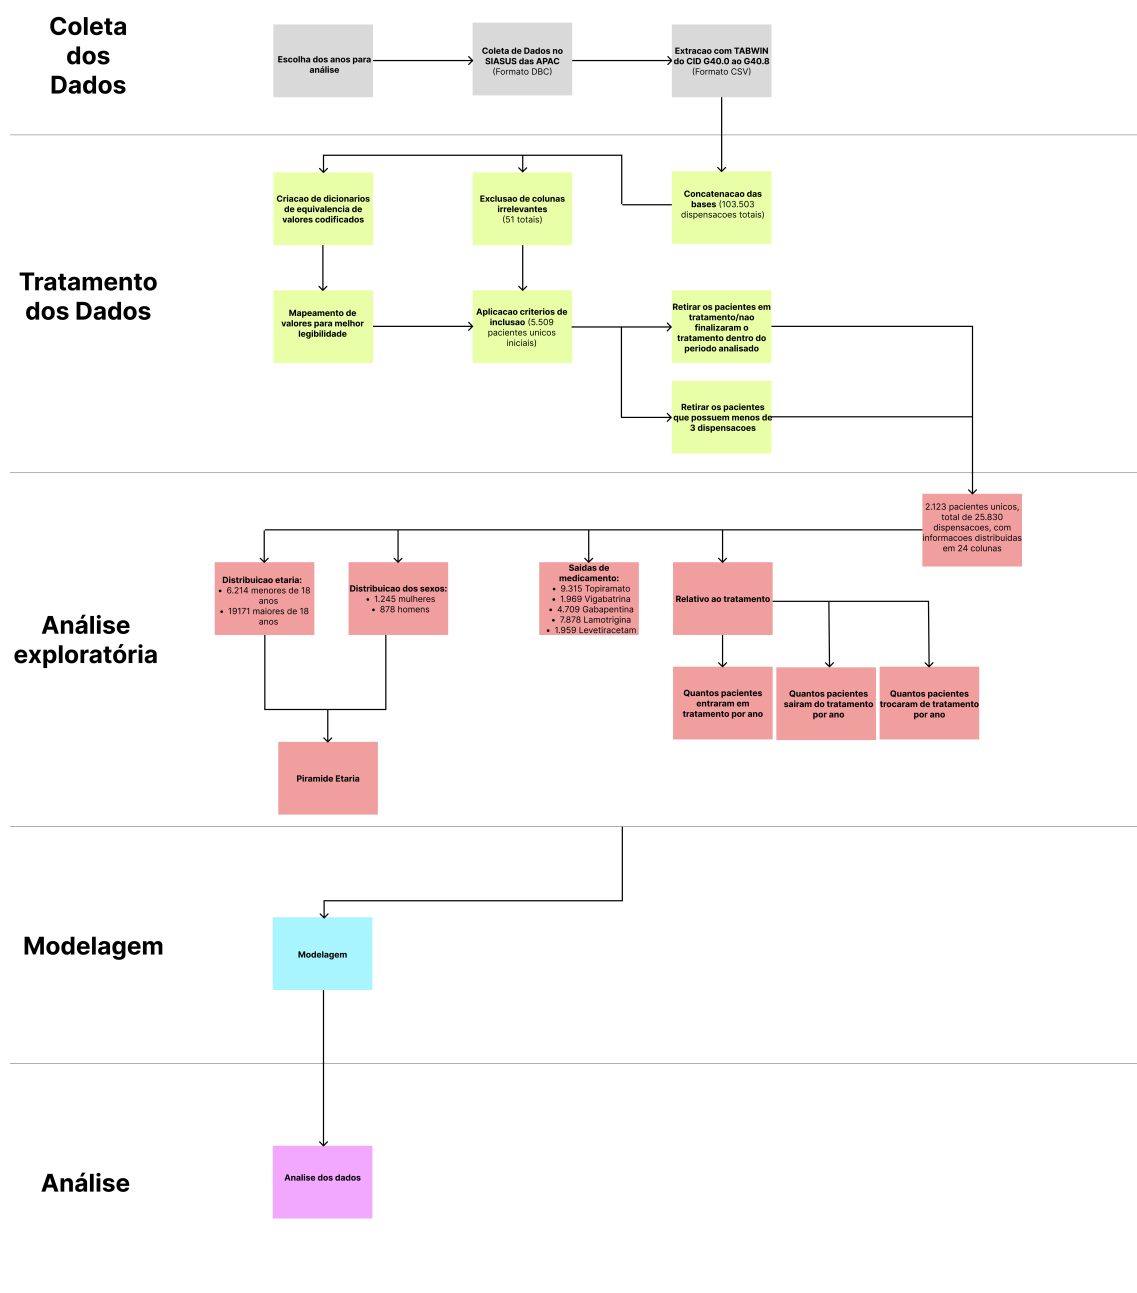 Coleta
dos
Dados
Escolha dos anos para
análise
Coleta de Dados no
SIASUS das APAC
(Formato DBC)
Extracao com TABWIN
do CID G40.0 ao G40.8
(Formato CSV)
Tratamento
dos Dados
Criacao de dicionarios
de equivalencia de
valores codificados
Exclusao de colunas
irrelevantes
(51 totais)
Concatenacao das
bases (103.503
dispensacoes totais)
Mapeamento de
valores para melhor
legibilidade
Aplicacao criterios de
inclusao (5.509
pacientes unicos
iniciais)
Retirar os pacientes em
tratamento/nao
finalizaram o
tratamento dentro do
periodo analisado
Retirar os pacientes
que possuem menos de
3 dispensacoes
Análise
exploratória
2.123 pacientes unicos,
total de 25.830
dispensacoes, com
informacoes distribuidas
em 24 colunas
Distribuicao etaria:
• 6.214 menores de 18
anos
• 19171 maiores de 18
anos
Distribuicao dos sexos:
• 1.245 mulheres
• 878 homens
Saidas de
medicamento:
• 9.315 Topiramato
• 1.969 Vigabatrina
• 4.709 Gabapentina
• 7.878 Lamotrigina
• 1.959 Levetiracetam
Relativo ao tratamento
Quantos pacientes
entraram em
tratamento por ano
Quantos pacientes
sairam do tratamento
por ano
Quantos pacientes
trocaram de tratamento
por ano
Piramide Etaria
Modelagem
Modelagem
Análise
Analise dos dados